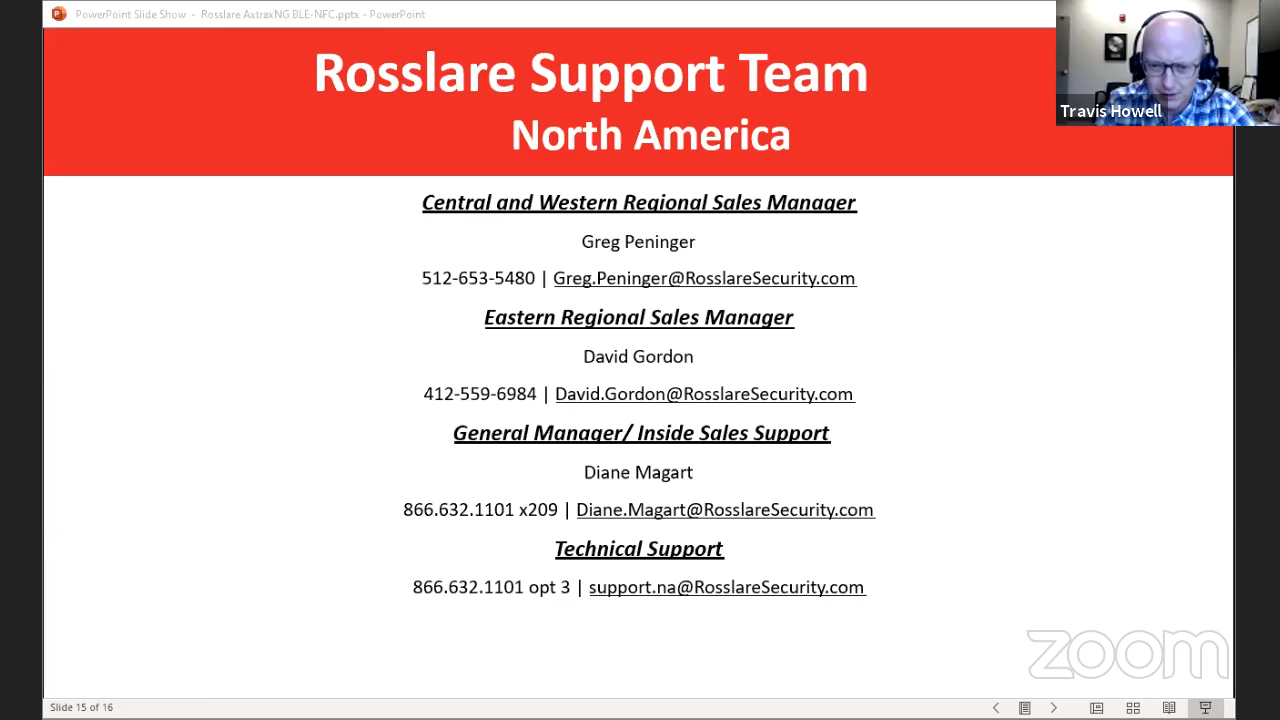 PowerPoint Slide Show - Rosslare AxtraxNG BLE-NFC.pptx - PowerPoint
Rosslare Support Team
North America
Travis Howell
Central and Western Regional Sales Manager
Greg Peninger
512-653-5480 | Greg.Peninger@RosslareSecurity.com
Eastern Regional Sales Manager
David Gordon
412-559-6984 | David.Gordon@RosslareSecurity.com
General Manager/ Inside Sales Support
Diane Magart
866.632.1101 x209 | Diane.Magart@RosslareSecurity.com
Technical Support
866.632.1101 opt 3 | support.na@RosslareSecurity.com
zoom
Slide 15 of 16